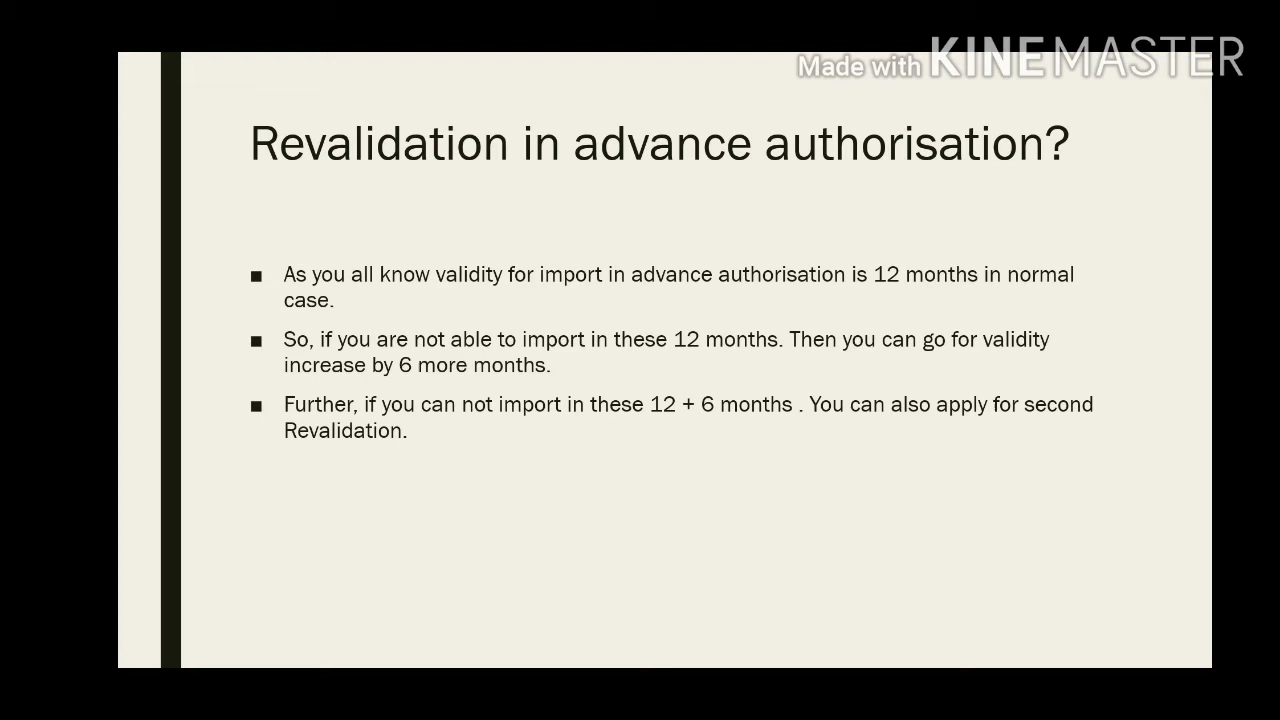 Made with KINEMASTER
Revalidation in advance authorisation?
■ As you all know validity for import in advance authorisation is 12 months in normal
case.
■ So, if you are not able to import in these 12 months. Then you can go for validity
increase by 6 more months.
■ Further, if you can not import in these 12 + 6 months . You can also apply for second
Revalidation.